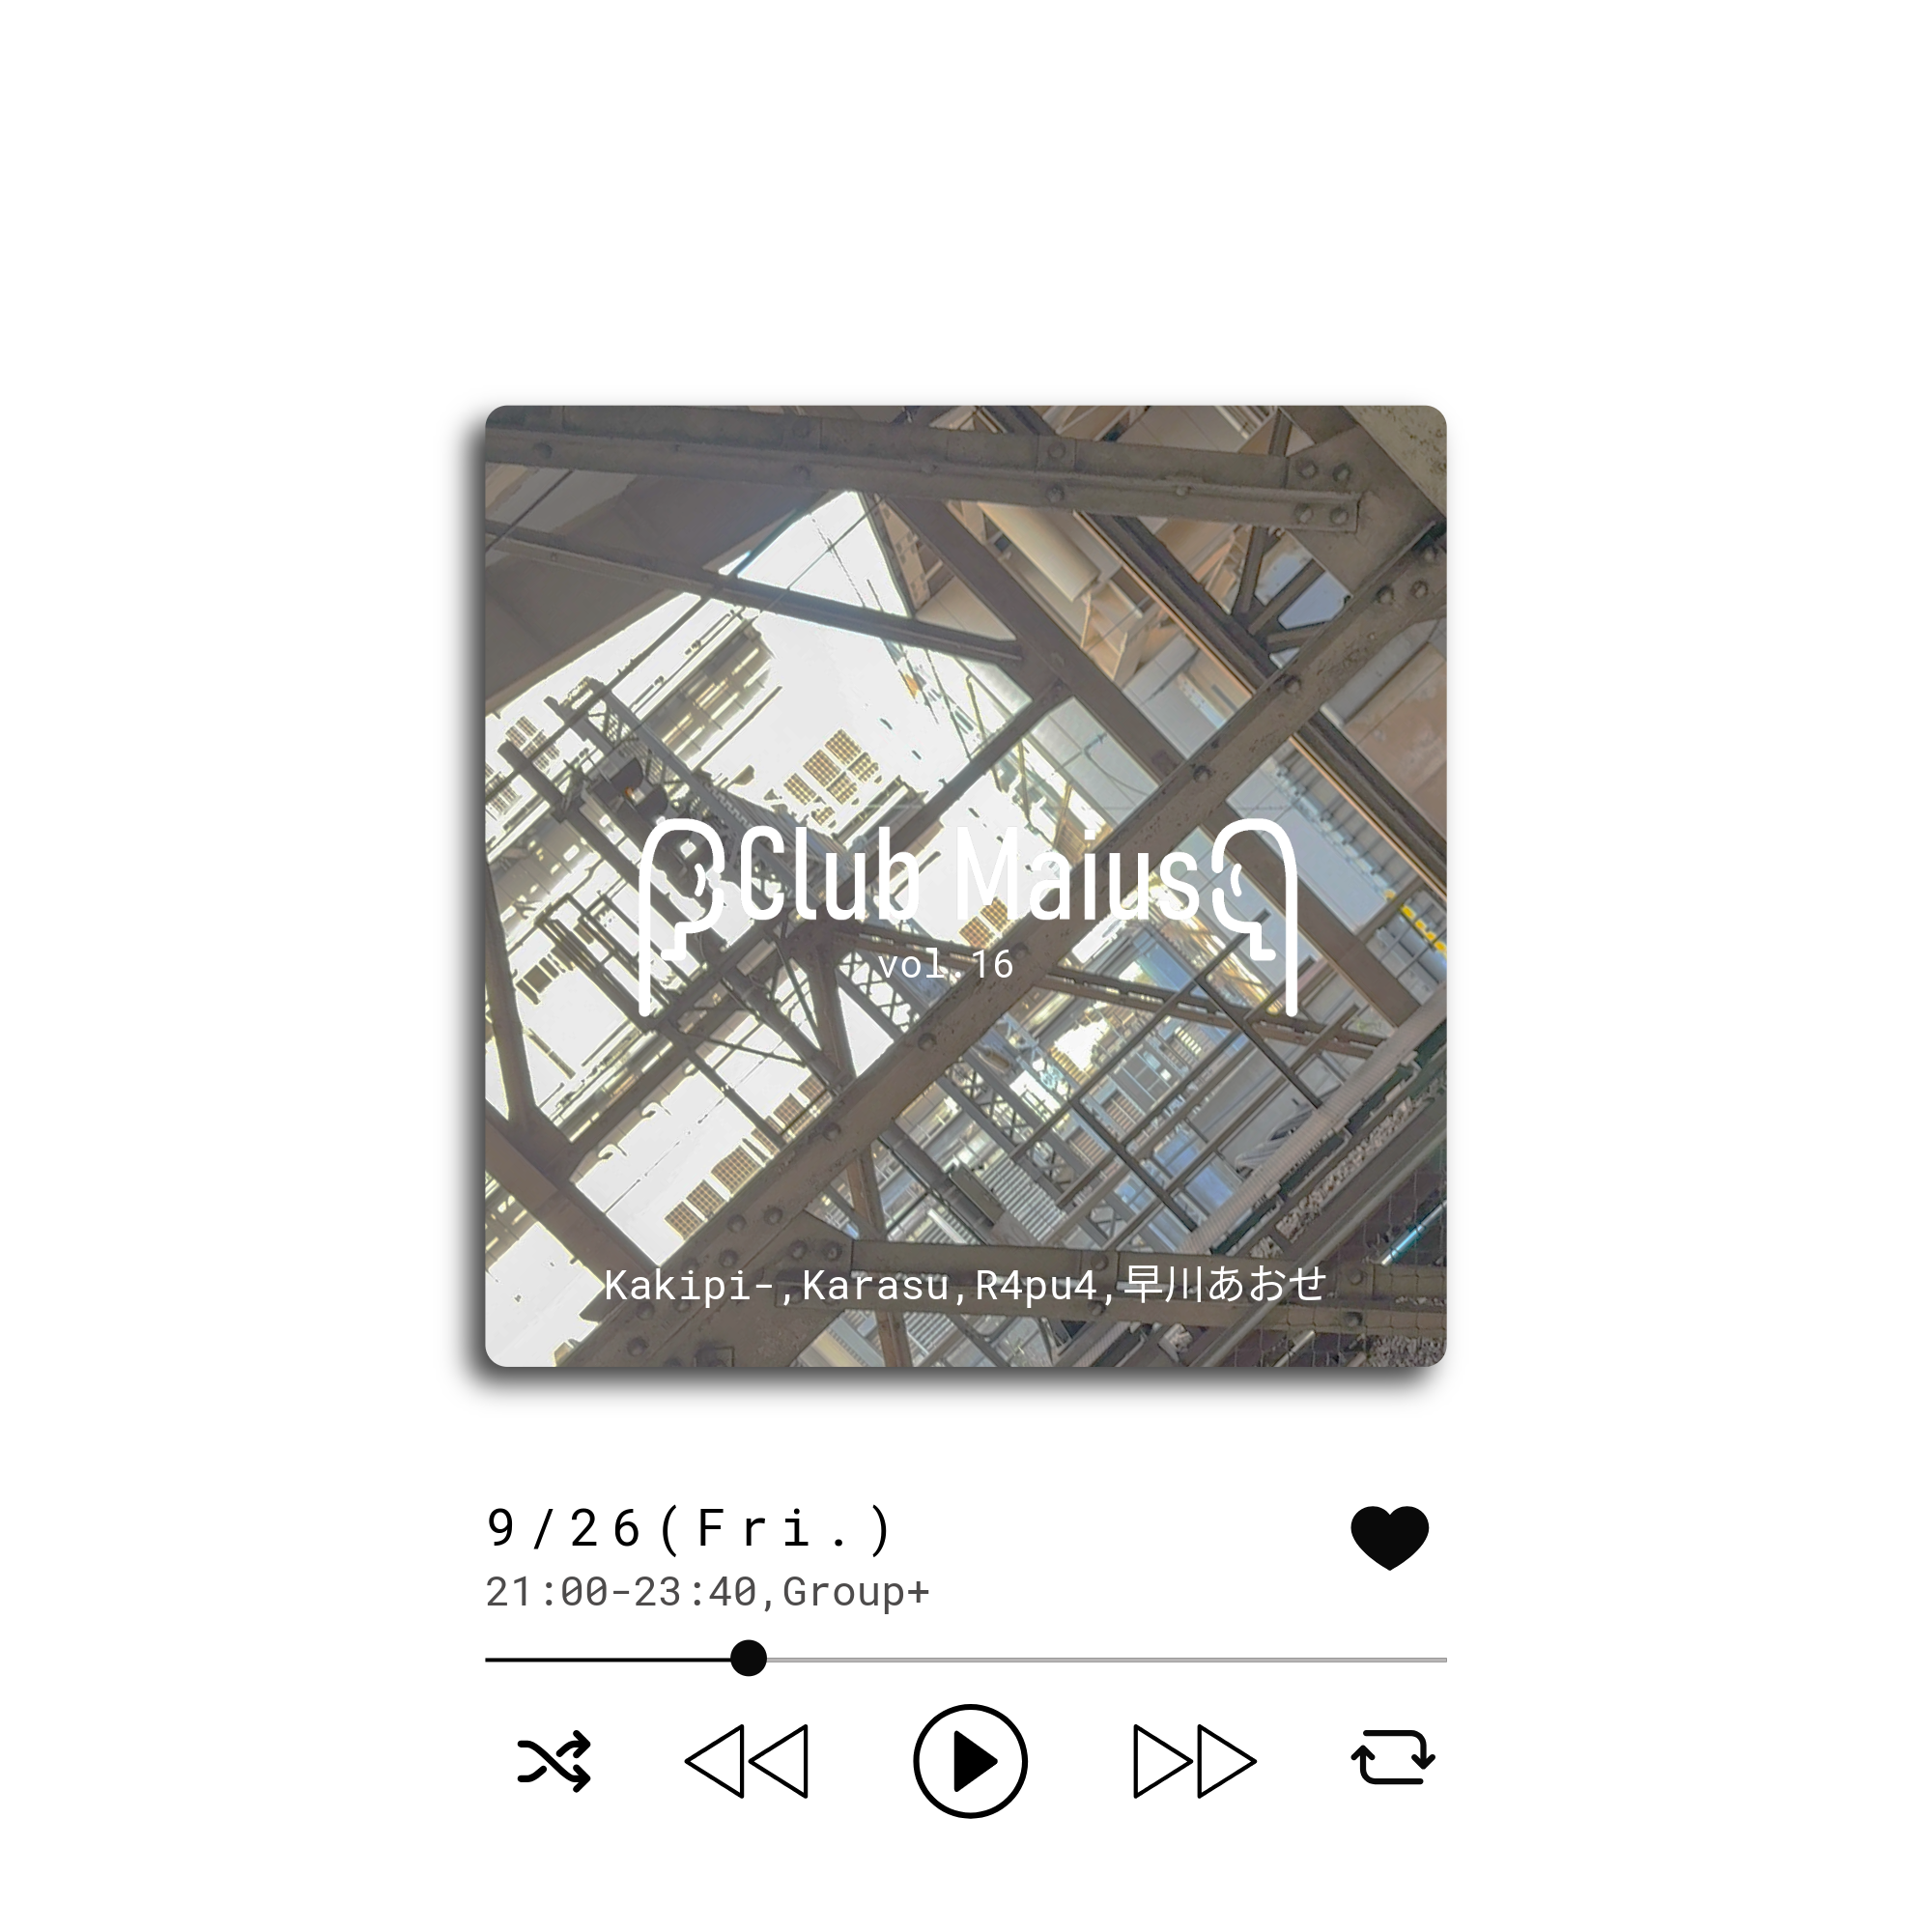 Club Maius
vol.16
Kakipi-,Karasu,R4pu4,早川あおせ
9/26(Fri.)
21:00-23:40,Group+